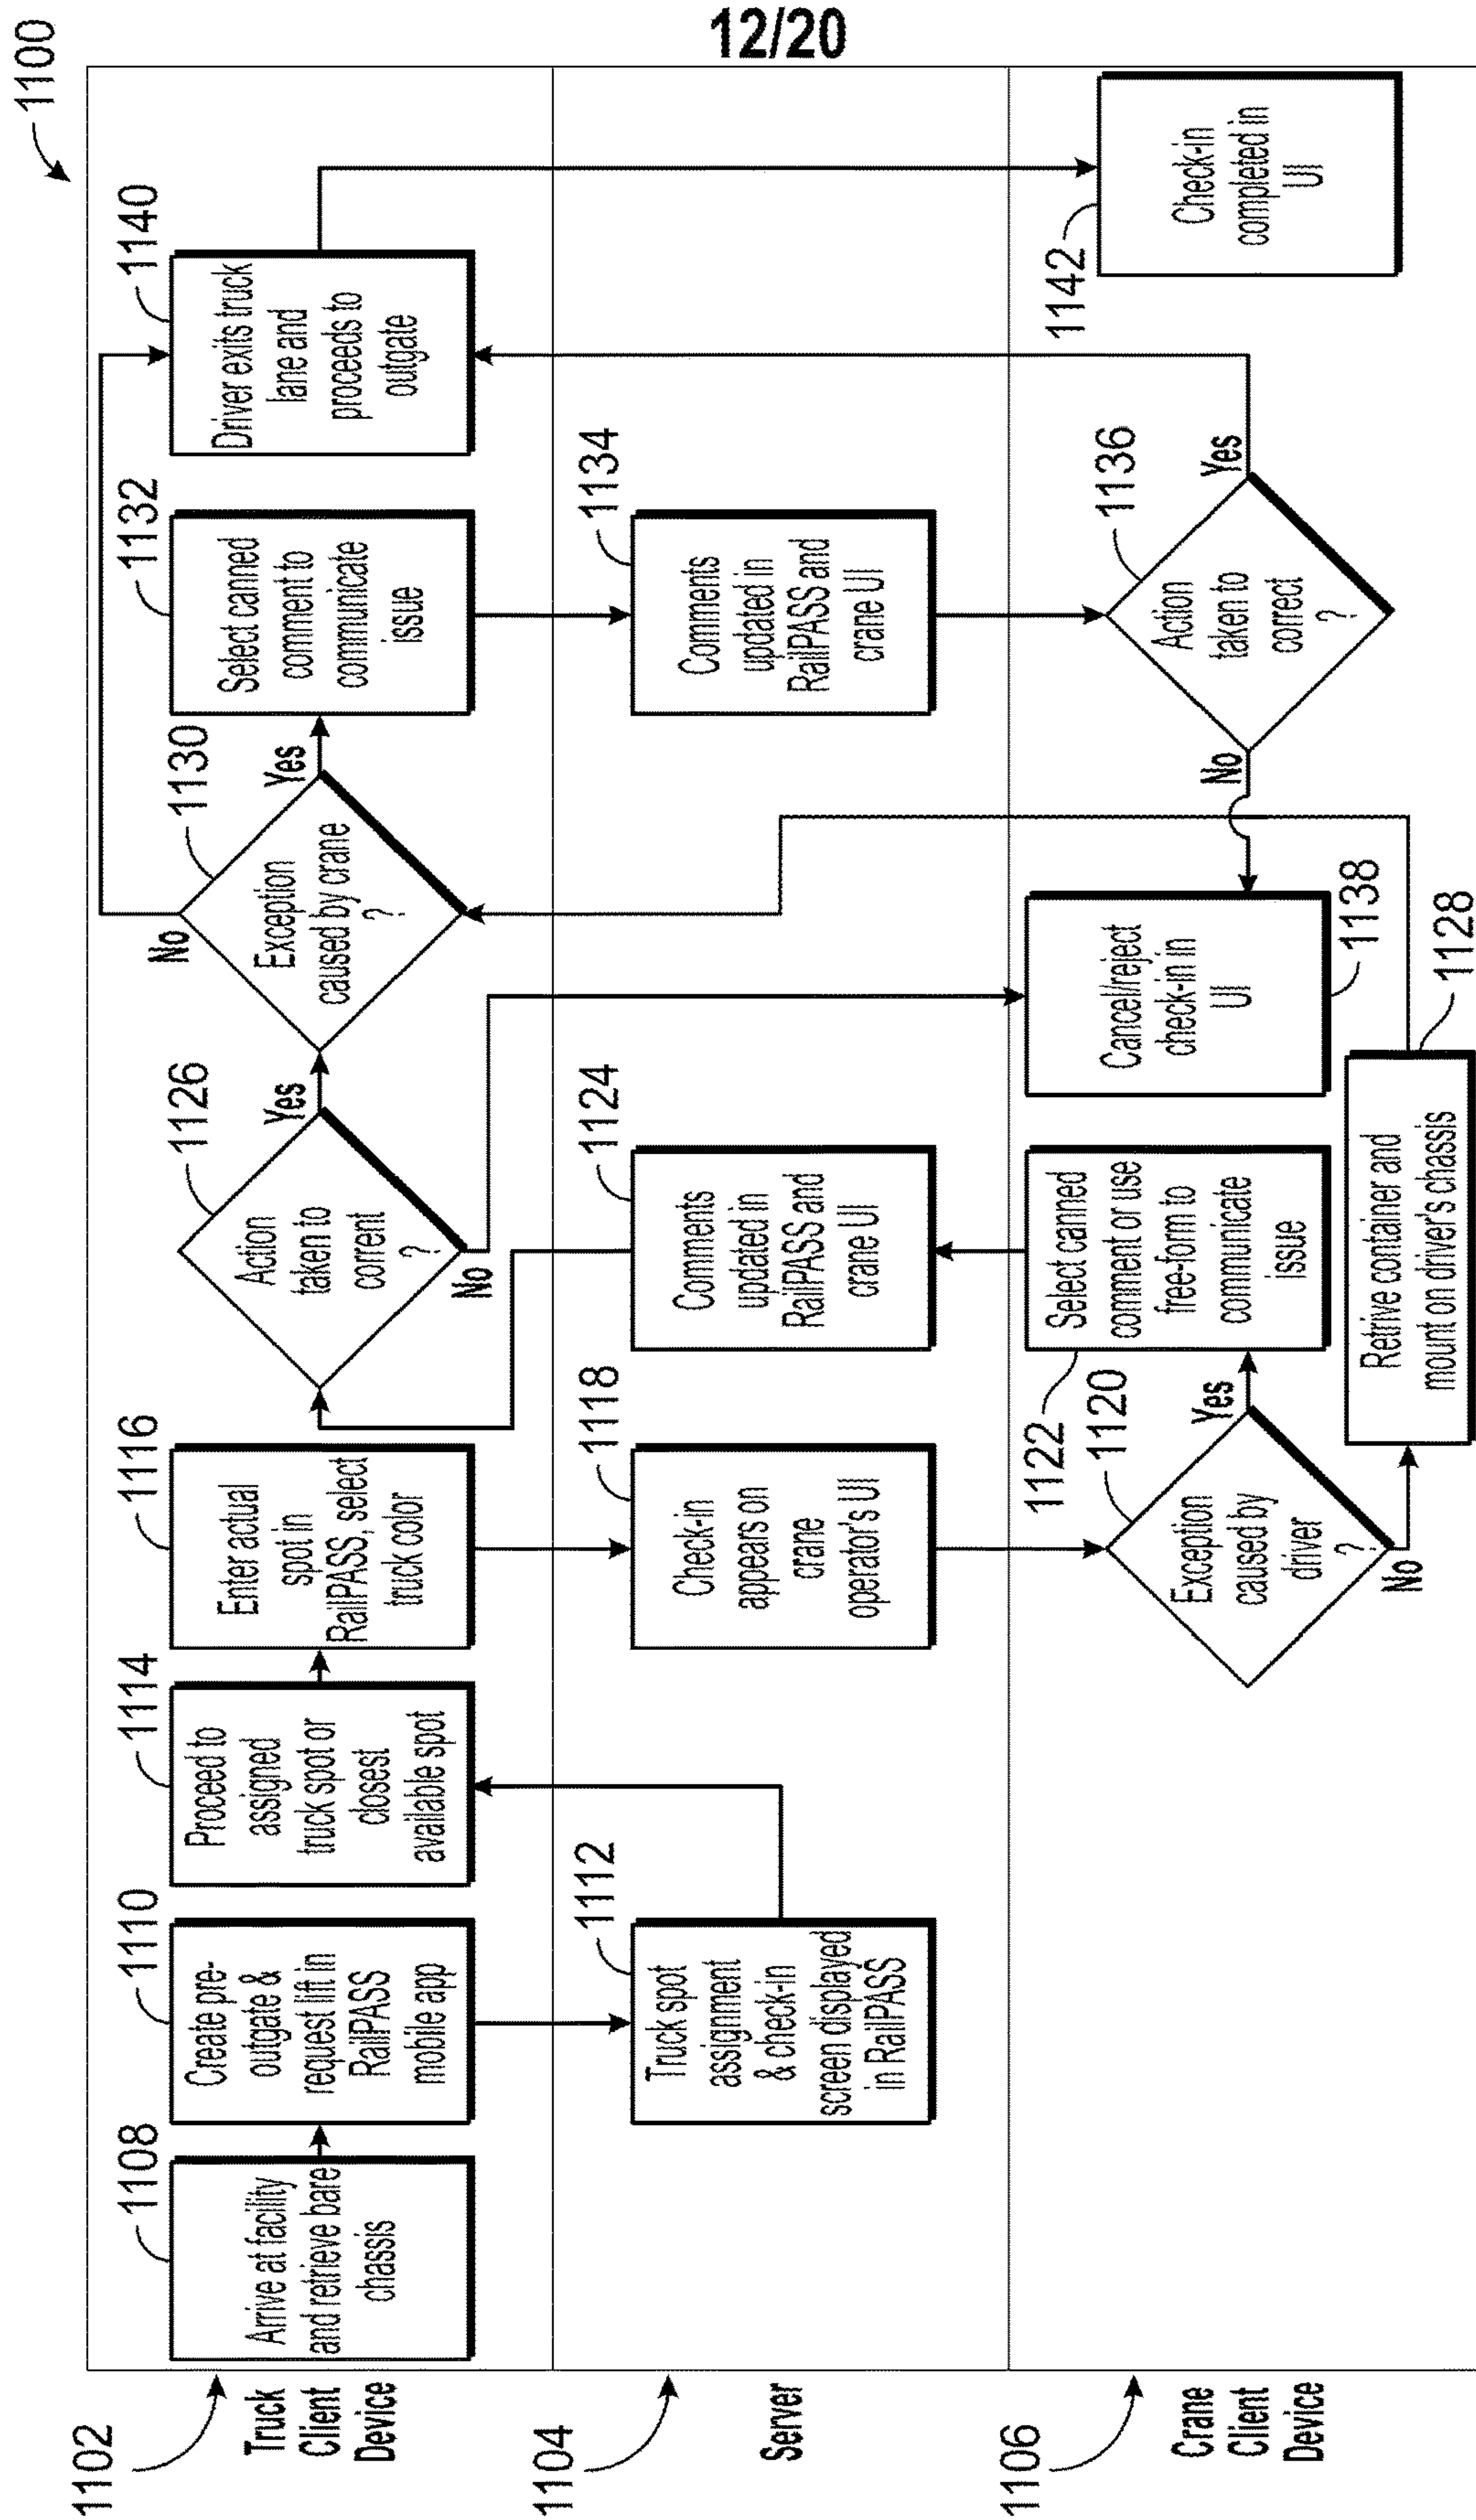 12/20
1100
1102
Truck
Client
Device
1108
Arrive at facility
and retrieve bare
chassis
1110
Create pre-
outgate &
request lift in
RailPASS
mobile app
1114
Proceed to
assigned
truck spot or
closest
available spot
1116
Enter actual
spot in
RailPASS, select
truck color
1126
Action
taken to
corrent
?
Yes
No
1130
Exception
caused by crane
?
Yes
No
1132
Select canned
comment to
communicate
issue
1140
Driver exits truck
lane and
proceeds to
outgate
1104
Server
1112
Truck spot
assignment
& check-in
screen displayed
in RailPASS
1118
Check-in
appears on
crane
operator's UI
1124
Comments
updated in
RailPASS and
crane UI
1134
Comments
updated in
RailPASS and
crane UI
1106
Crane
Client
Device
1120
Exception
caused by
driver
?
Yes
No
1122
Select canned
comment or use
free-form to
communicate
issue
1128
Retrive container and
mount on driver's chassis
1138
Cancel/reject
check-in in
UI
1136
Action
taken to
correct
?
Yes
No
1142
Check-in
completed in
UI